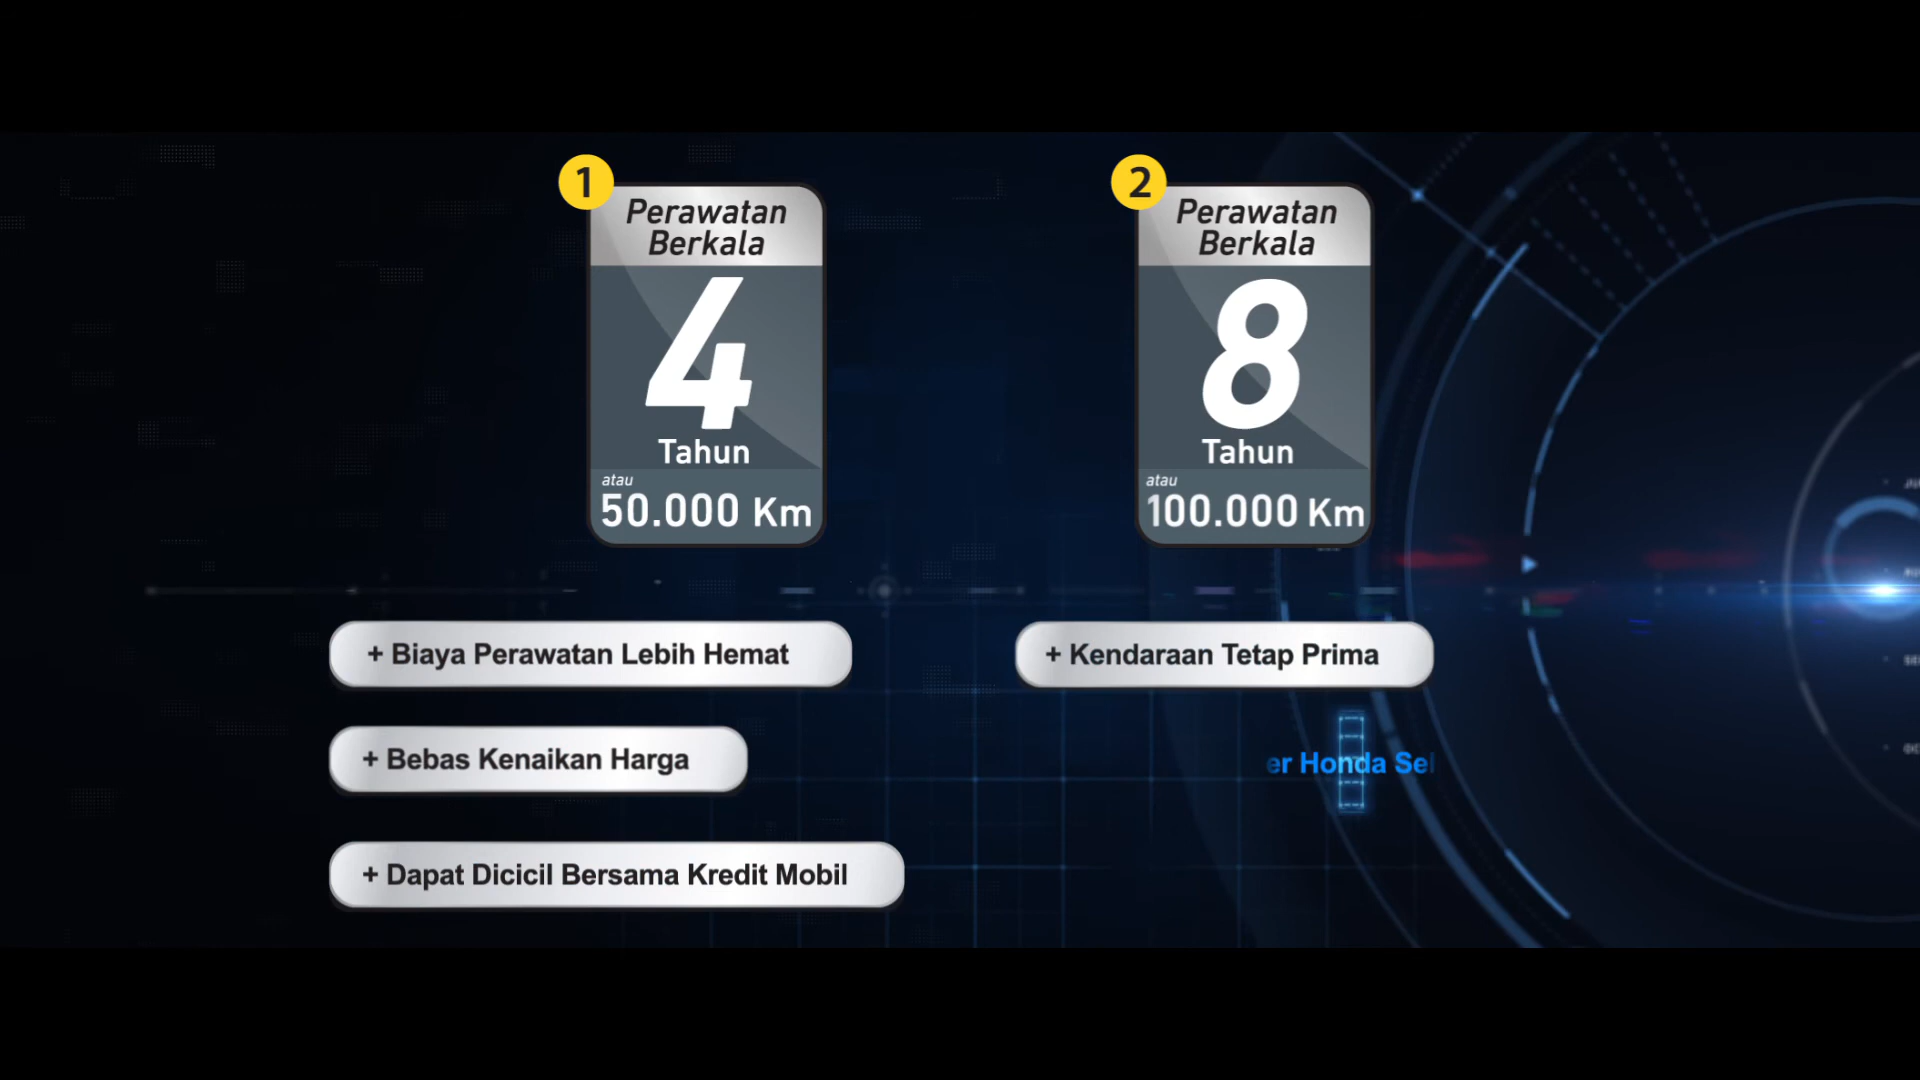 1
Perawatan
Berkala
4
Tahun
atau
50.000 Km
2
Perawatan
Berkala
8
Tahun
atau
100.000 Km
+ Biaya Perawatan Lebih Hemat
+ Kendaraan Tetap Prima
+ Bebas Kenaikan Harga
Honda
+ Dapat Dicicil Bersama Kredit Mobil